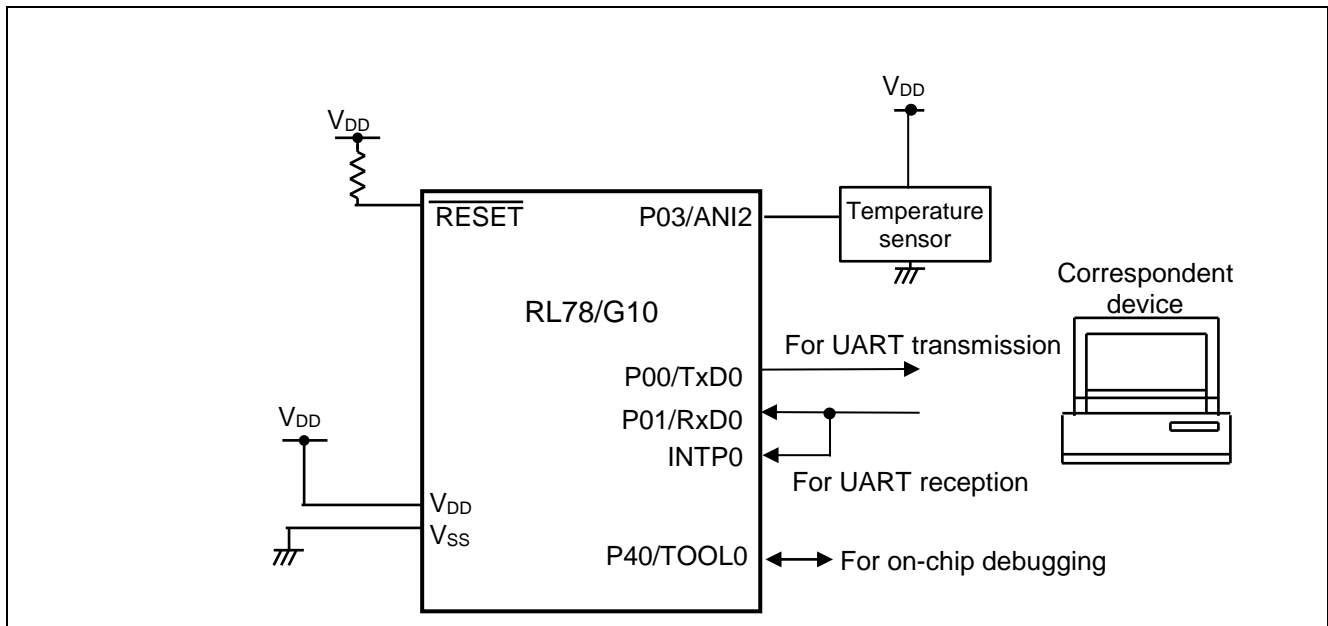 VDD
VDD
RESET
P03/ANI2
Temperature
sensor
Correspondent
device
RL78/G10
For UART transmission
P00/TxD0
P01/RxD0
INTP0
For UART reception
VDD
VDD
VSS
P40/TOOL0
For on-chip debugging